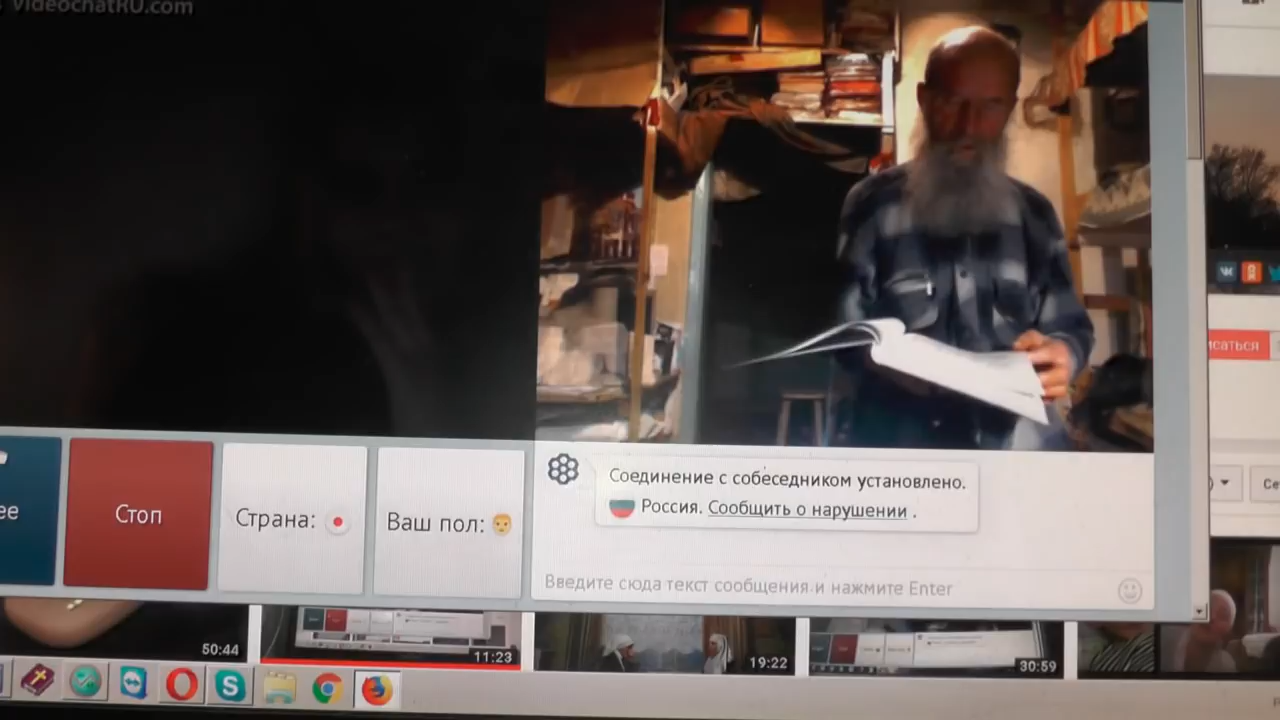 VideochatRU.com
Стоп
Страна:
Ваш пол:
Соединение с собеседником установлено.
Россия. Сообщить о нарушении .
Введите сюда текст сообщения и нажмите Enter
50:44
11:23
19:22
30:59